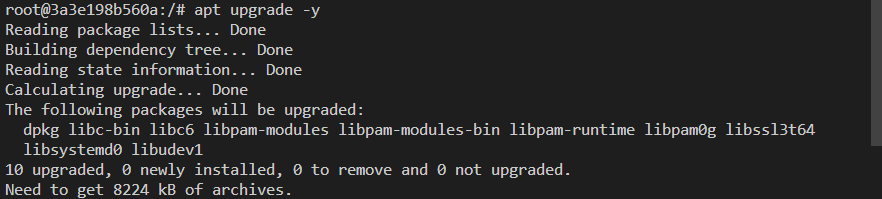 root@3a3e198b560a:/# apt upgrade -y
Reading package lists... Done
Building dependency tree... Done
Reading state information... Done
Calculating upgrade... Done
The following packages will be upgraded:
  dpkg libc-bin libc6 libpam-modules libpam-modules-bin libpam-runtime libpam0g libssl3t64
  libsystemd0 libudev1
10 upgraded, 0 newly installed, 0 to remove and 0 not upgraded.
Need to get 8224 kB of archives.